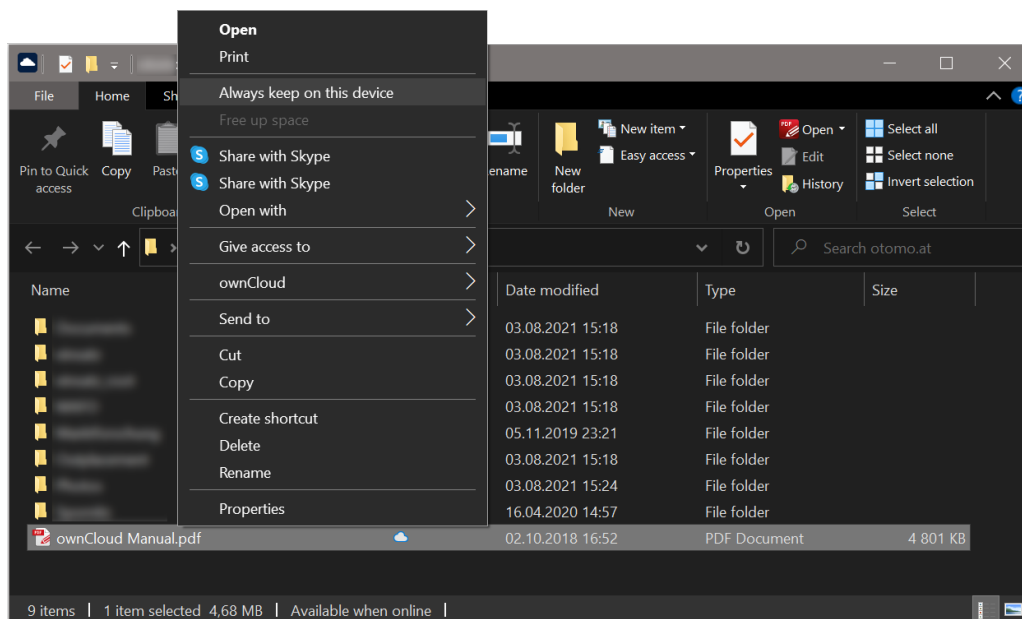 Open
Print
Always keep on this device
Free up space
Share with Skype
Share with Skype
Open with
Give access to
ownCloud
Send to
Cut
Copy
Create shortcut
Delete
Rename
Properties
File Home Sh
Pin to Quick access
Copy
Past
Clipboa
ename
New folder
New item
Easy access
New
Properties
Open
Edit
History
Open
Select all
Select none
Invert selection
Select
Search otomo.at
Name Date modified Type Size
03.08.2021 15:18 File folder
03.08.2021 15:18 File folder
03.08.2021 15:18 File folder
03.08.2021 15:18 File folder
05.11.2019 23:21 File folder
03.08.2021 15:18 File folder
03.08.2021 15:24 File folder
16.04.2020 14:57 File folder
ownCloud Manual.pdf 02.10.2018 16:52 PDF Document 4 801 KB
9 items 1 item selected 4,68 MB Available when online